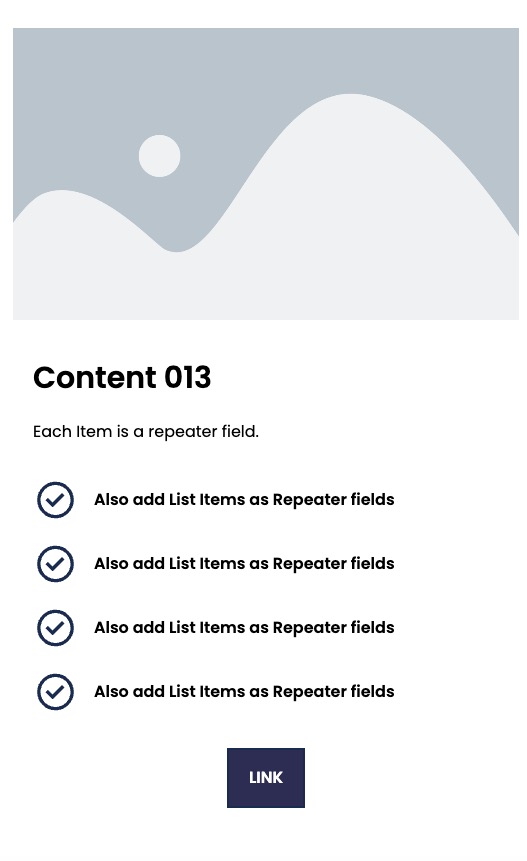 Content 013
Each Item is a repeater field.
Also add List Items as Repeater fields
Also add List Items as Repeater fields
Also add List Items as Repeater fields
Also add List Items as Repeater fields
LINK